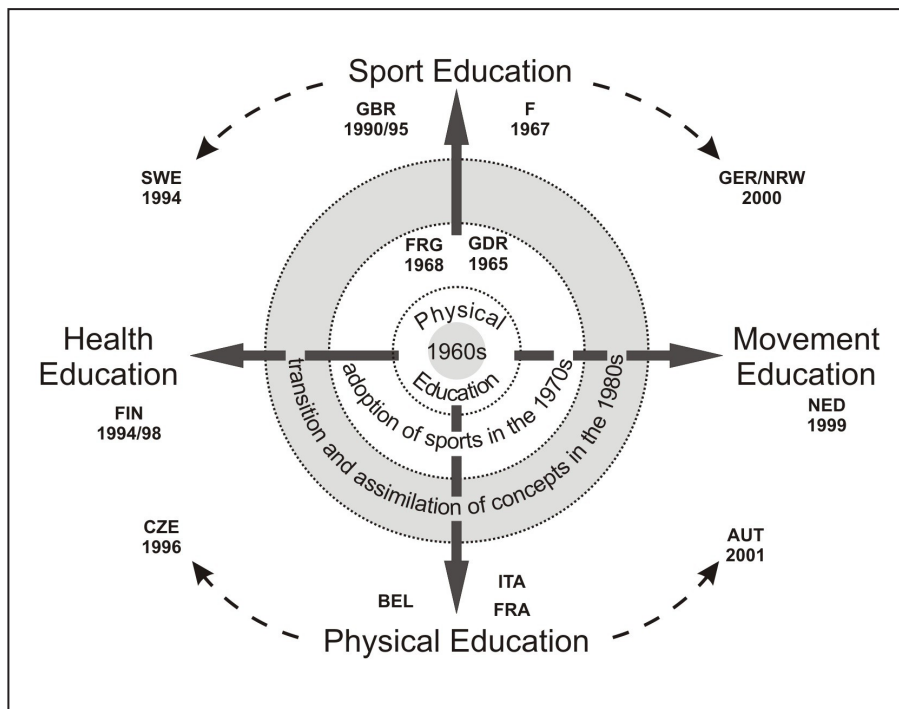 Sport Education
GBR
1990/95
F
1967
SWE
1994
GER/NRW
2000
FRG
1968
GDR
1965
Physical
1960s
Education
Health
Education
Movement
Education
adoption of sports in the 1970s
transition and assimilation of concepts in the 1980s
FIN
1994/98
NED
1999
CZE
1996
AUT
2001
BEL
ITA
FRA
Physical Education